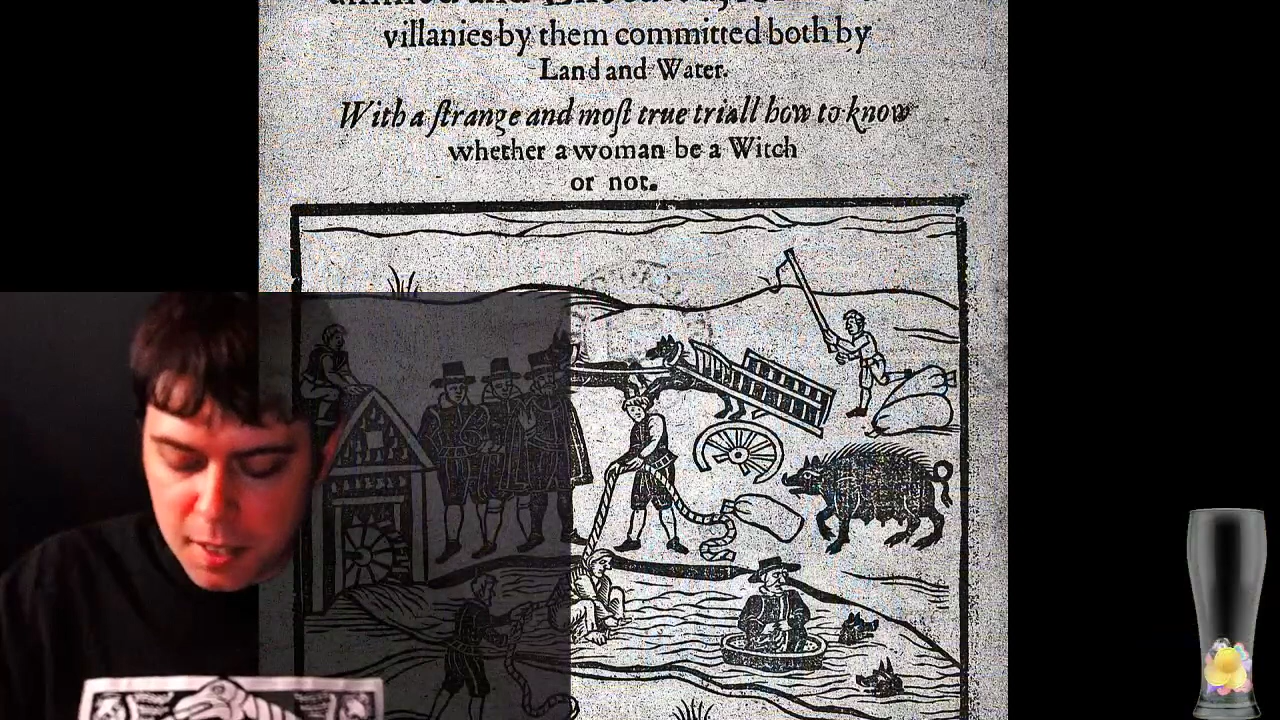 villanies by them committed both by
Land and Water.
With a ſtrange and moſt true triall how to know
whether a woman be a Witch
or not.